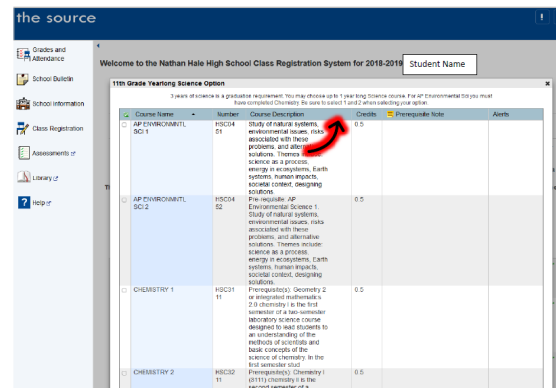 the source
!
Grades and
Attendance
School Bulletin
School Information
Class Registration
Assessments
Library
Help
Welcome to the Nathan Hale High School Class Registration System for 2018-2019
Student Name
11th Grade Yearlong Science Option
x
3 years of science is a graduation requirement. You may choose up to 1 year long Science course. For AP Environmental Sci you must
have completed Chemistry. Be sure to select 1 and 2 when selecting your option.
Course Name Number Course Description Credits Prerequisite Note Alerts
AP ENVIRONMNTL
SCI 1
HSC04
51
Study of natural systems,
environmental issues, risks
associated with these
problems, and alternative
solutions. Themes include
science as a process,
energy in ecosystems, Earth
systems, human impacts,
societal context, designing
solutions.
0.5
AP ENVIRONMNTL
SCI 2
HSC04
52
Pre-requisite: AP
Environmental Science 1.
Study of natural systems,
environmental issues, risks
associated with these
problems, and alternative
solutions. Themes include:
science as a process,
energy in ecosystems, Earth
systems, human impacts,
societal context, designing
solutions.
0.5
CHEMISTRY 1
HSC31
11
Prerequisite(s): Geometry 2
or integrated mathematics
2.0 chemistry I is the first
semester of a two-semester
laboratory science course
designed to lead students to
an understanding of the
methods of scientists and
basic concepts of the
science of chemistry. In the
first semester stud
0.5
CHEMISTRY 2
HSC32
11
Prerequisite(s): Chemistry I
(3111) chemistry II is the
second semester of a
0.5